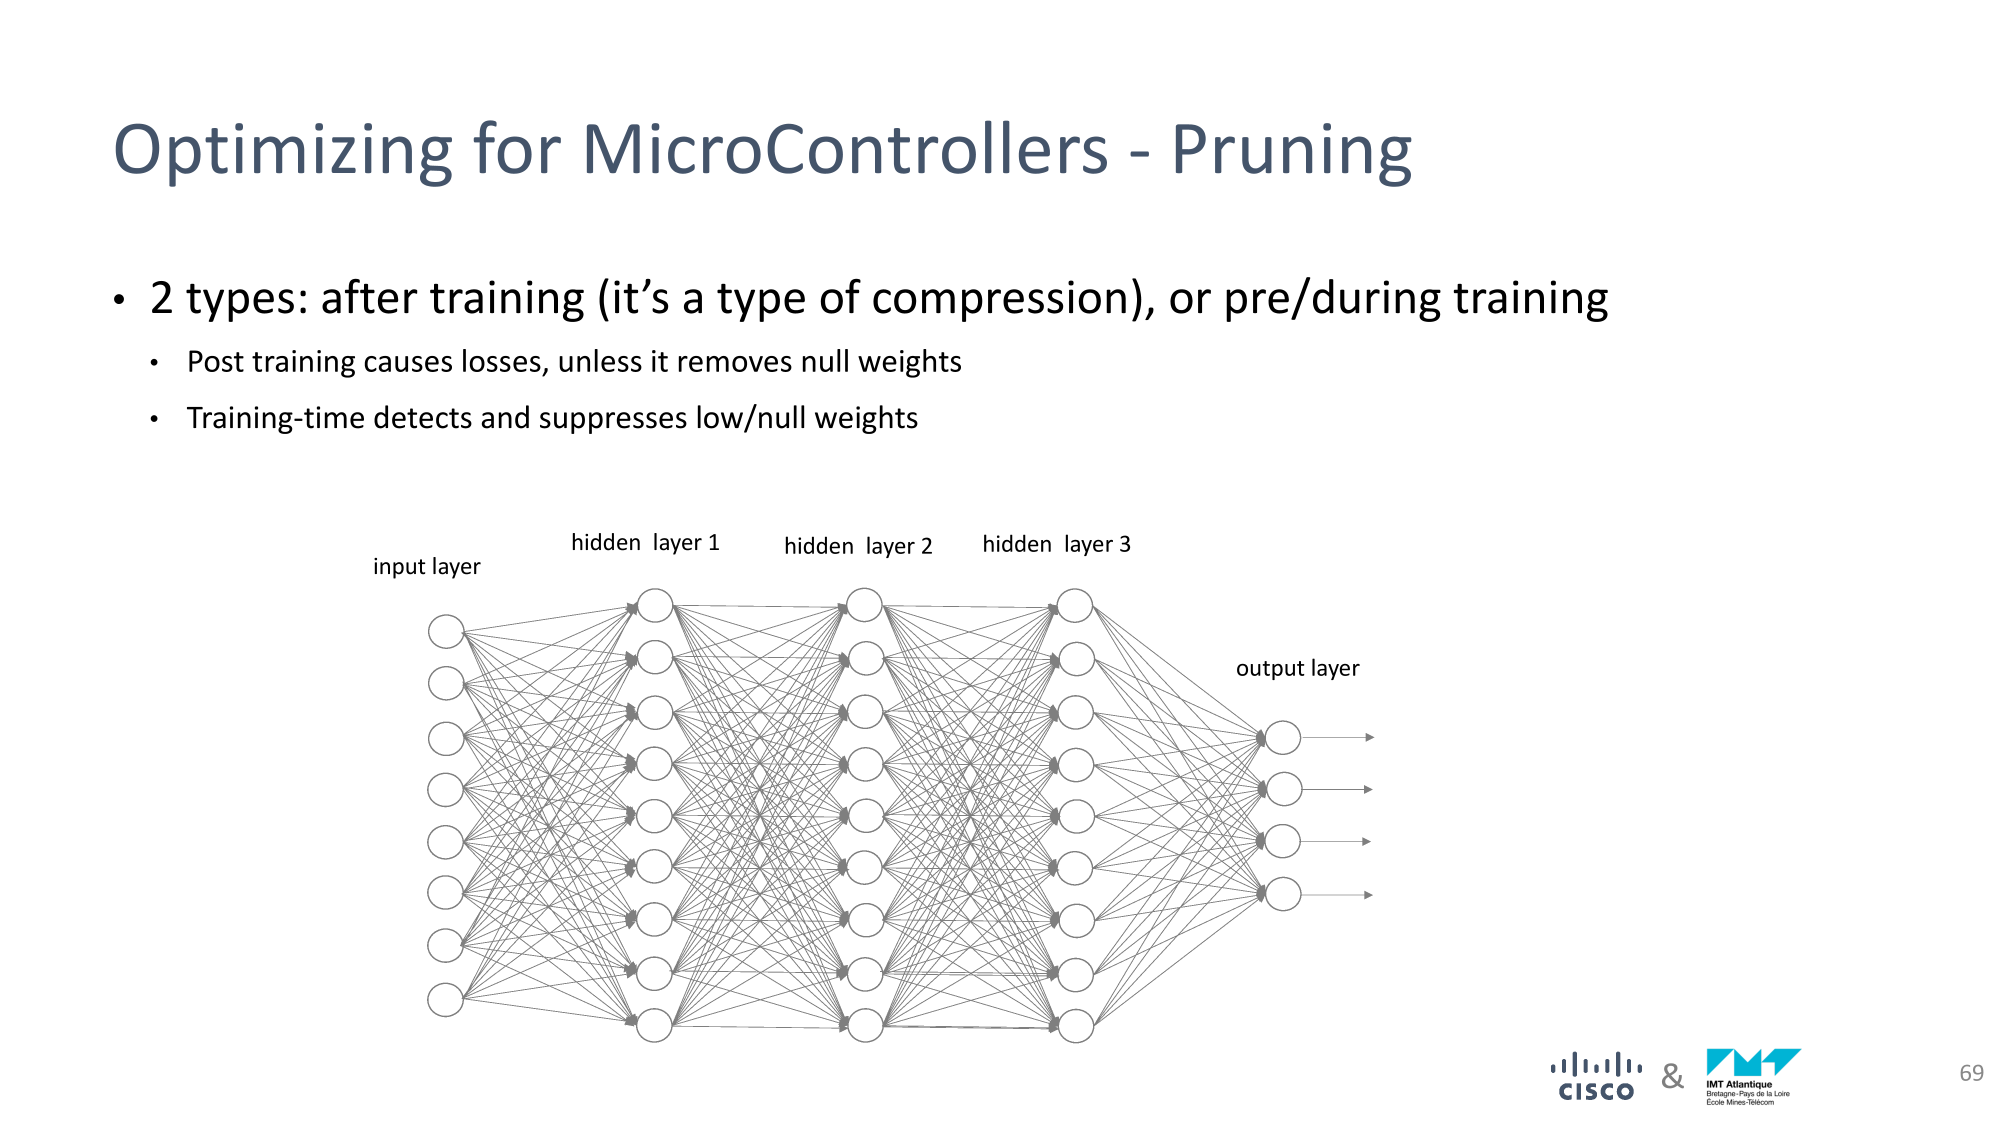 Optimizing for MicroControllers - Pruning
• 2 types: after training (it’s a type of compression), or pre/during training
• Post training causes losses, unless it removes null weights
• Training-time detects and suppresses low/null weights
input layer
hidden layer 1
hidden layer 2
hidden layer 3
output layer
CISCO
&
IMT Atlantique
Bretagne-Pays de la Loire
École Mines-Télécom
69